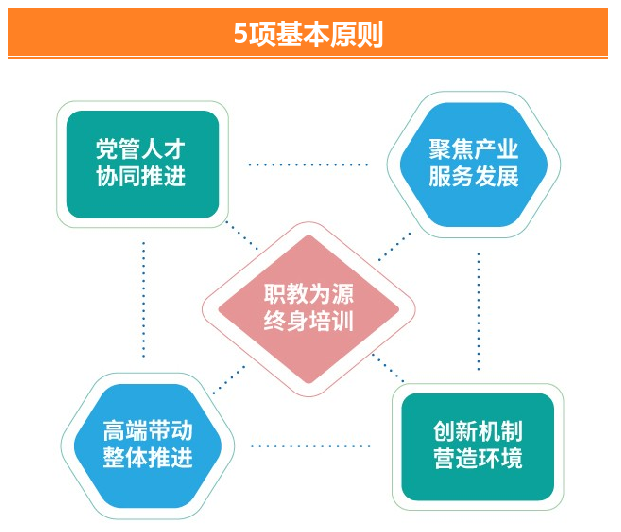 5项基本原则
党管人才
协同推进
聚焦产业
服务发展
职教为源
终身培训
高端带动
整体推进
创新机制
营造环境